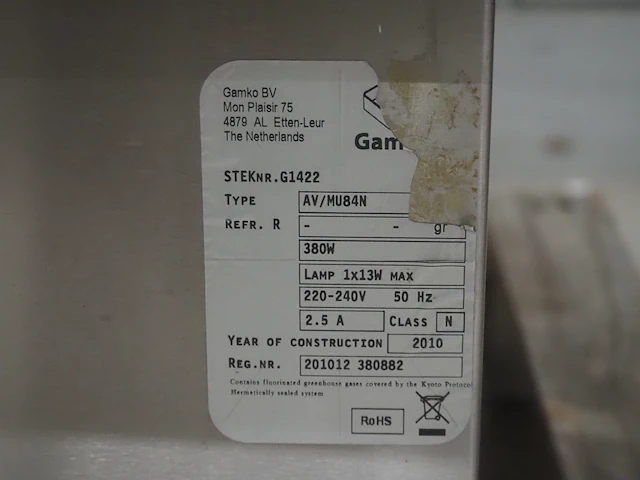 Gamko BV
Mon Plaisir 75
4879 AL Etten-Leur
The Netherlands
Gam
STEKNR.G1422
TYPE AV/MU84N
REFR. R - - gr
380W
LAMP 1x13W MAX
220-240V 50 Hz
2.5 A CLASS N
YEAR OF CONSTRUCTION 2010
REG.NR. 201012 380882
Contains fluorinated greenhouse gases covered by the Kyoto Protoco
Hermetically sealed system
RoHS